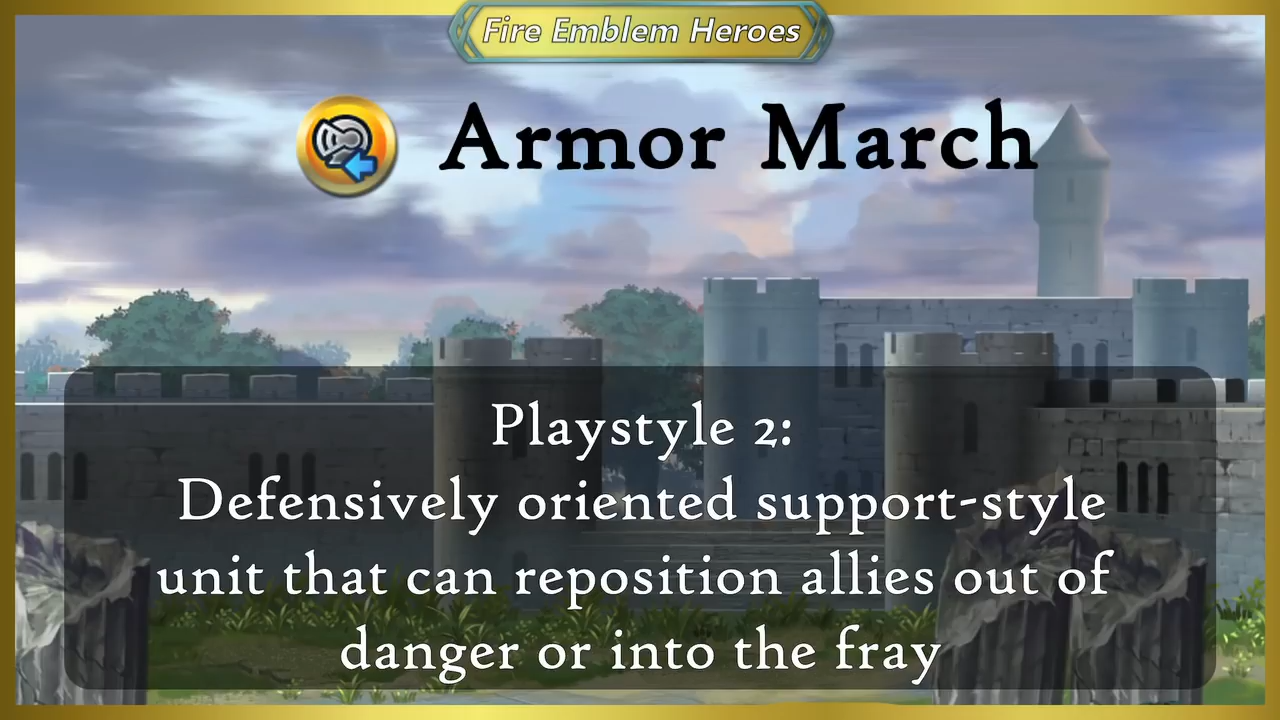 Fire Emblem Heroes
Armor March
Playstyle 2:
Defensively oriented support-style
unit that can reposition allies out of
danger or into the fray